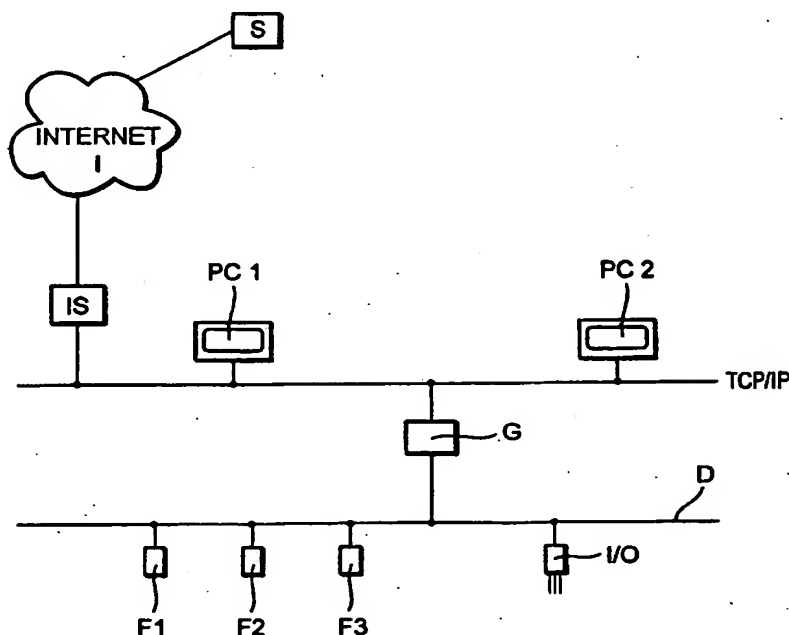 S
INTERNET
I
PC 1
PC 2
IS
TCP/IP
G
D
I/O
F1
F2
F3